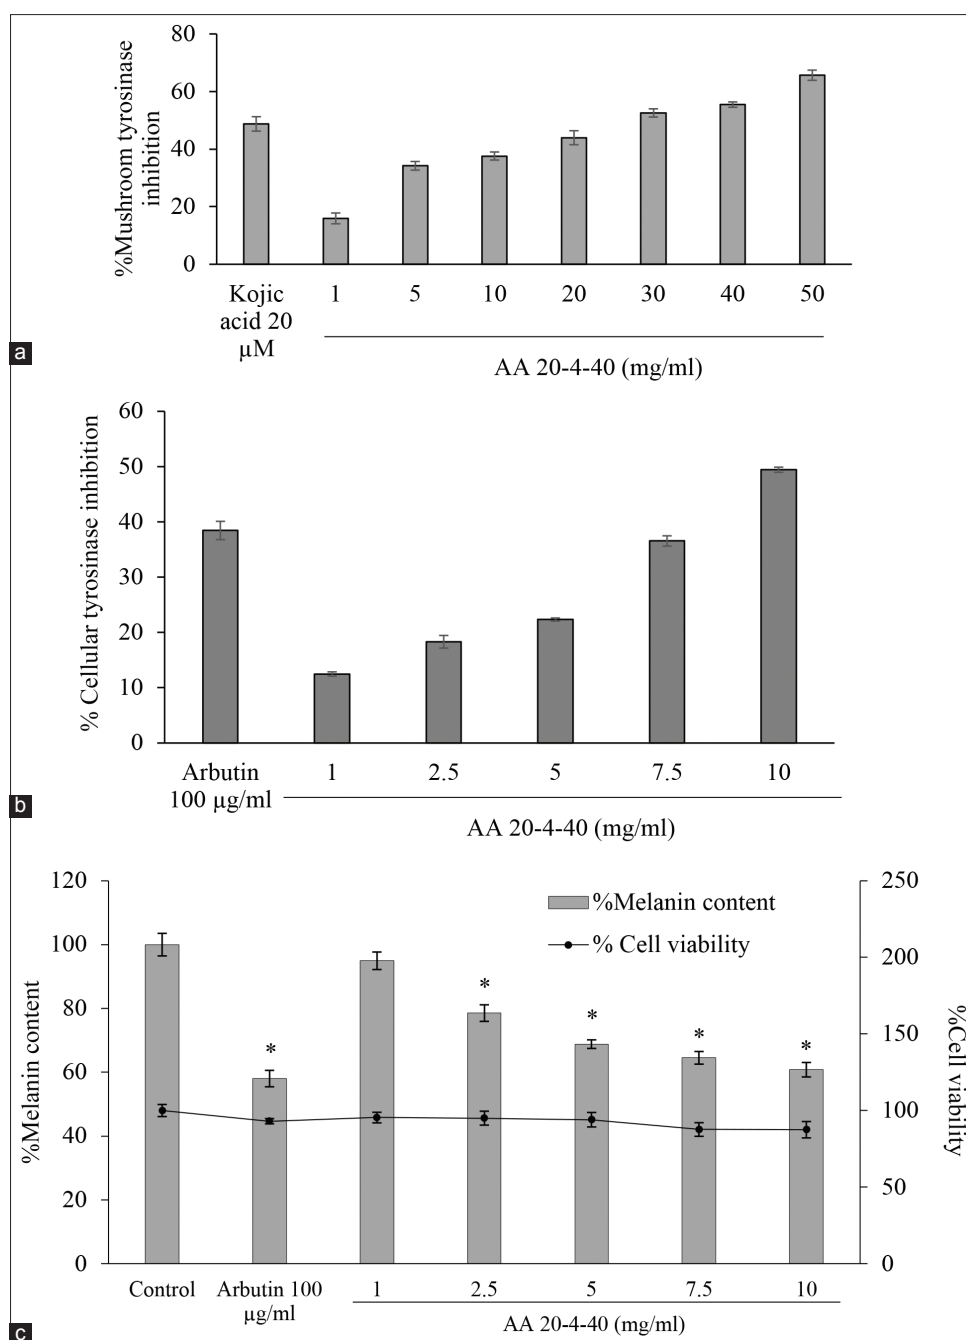 80
60
40
20
0
%Mushroom tyrosinase
inhibition
Kojic
acid 20
µM
1 5 10 20 30 40 50
AA 20-4-40 (mg/ml)
a
60
50
40
30
20
10
0
% Cellular tyrosinase inhibition
Arbutin
100 µg/ml
1 2.5 5 7.5 10
AA 20-4-40 (mg/ml)
b
120
100
80
60
40
20
0
%Melanin content
%Melanin content
% Cell viability
* * * * *
250
200
150
100
50
0
%Cell
viability
Control
Arbutin 100
µg/ml
1 2.5 5 7.5 10
AA 20-4-40 (mg/ml)
c